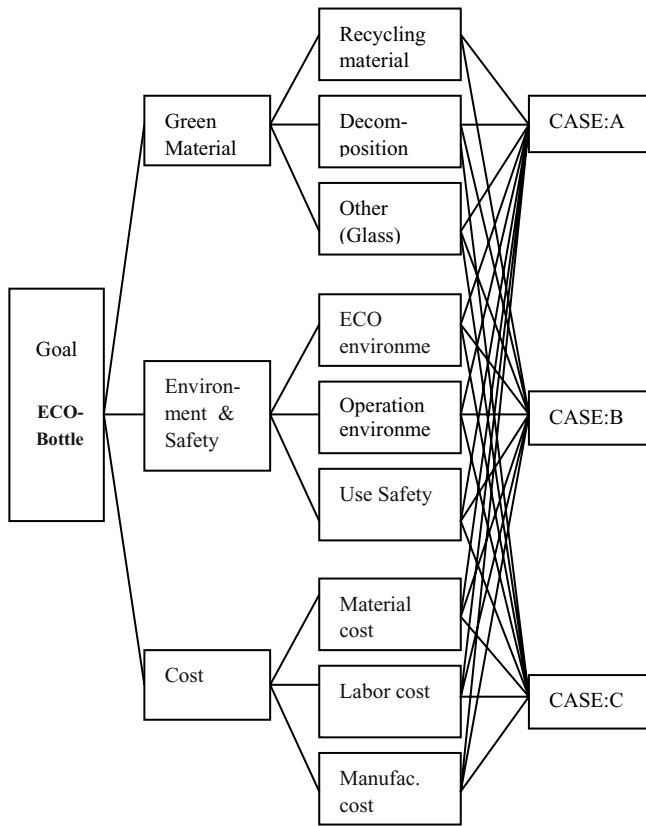 Goal
ECO-
Bottle
Green
Material
Environ-
ment & 
Safety
Cost
Recycling
material
Decom-
position
Other
(Glass)
ECO
environme
Operation
environme
Use Safety
Material
cost
Labor cost
Manufac.
cost
CASE:A
CASE:B
CASE:C